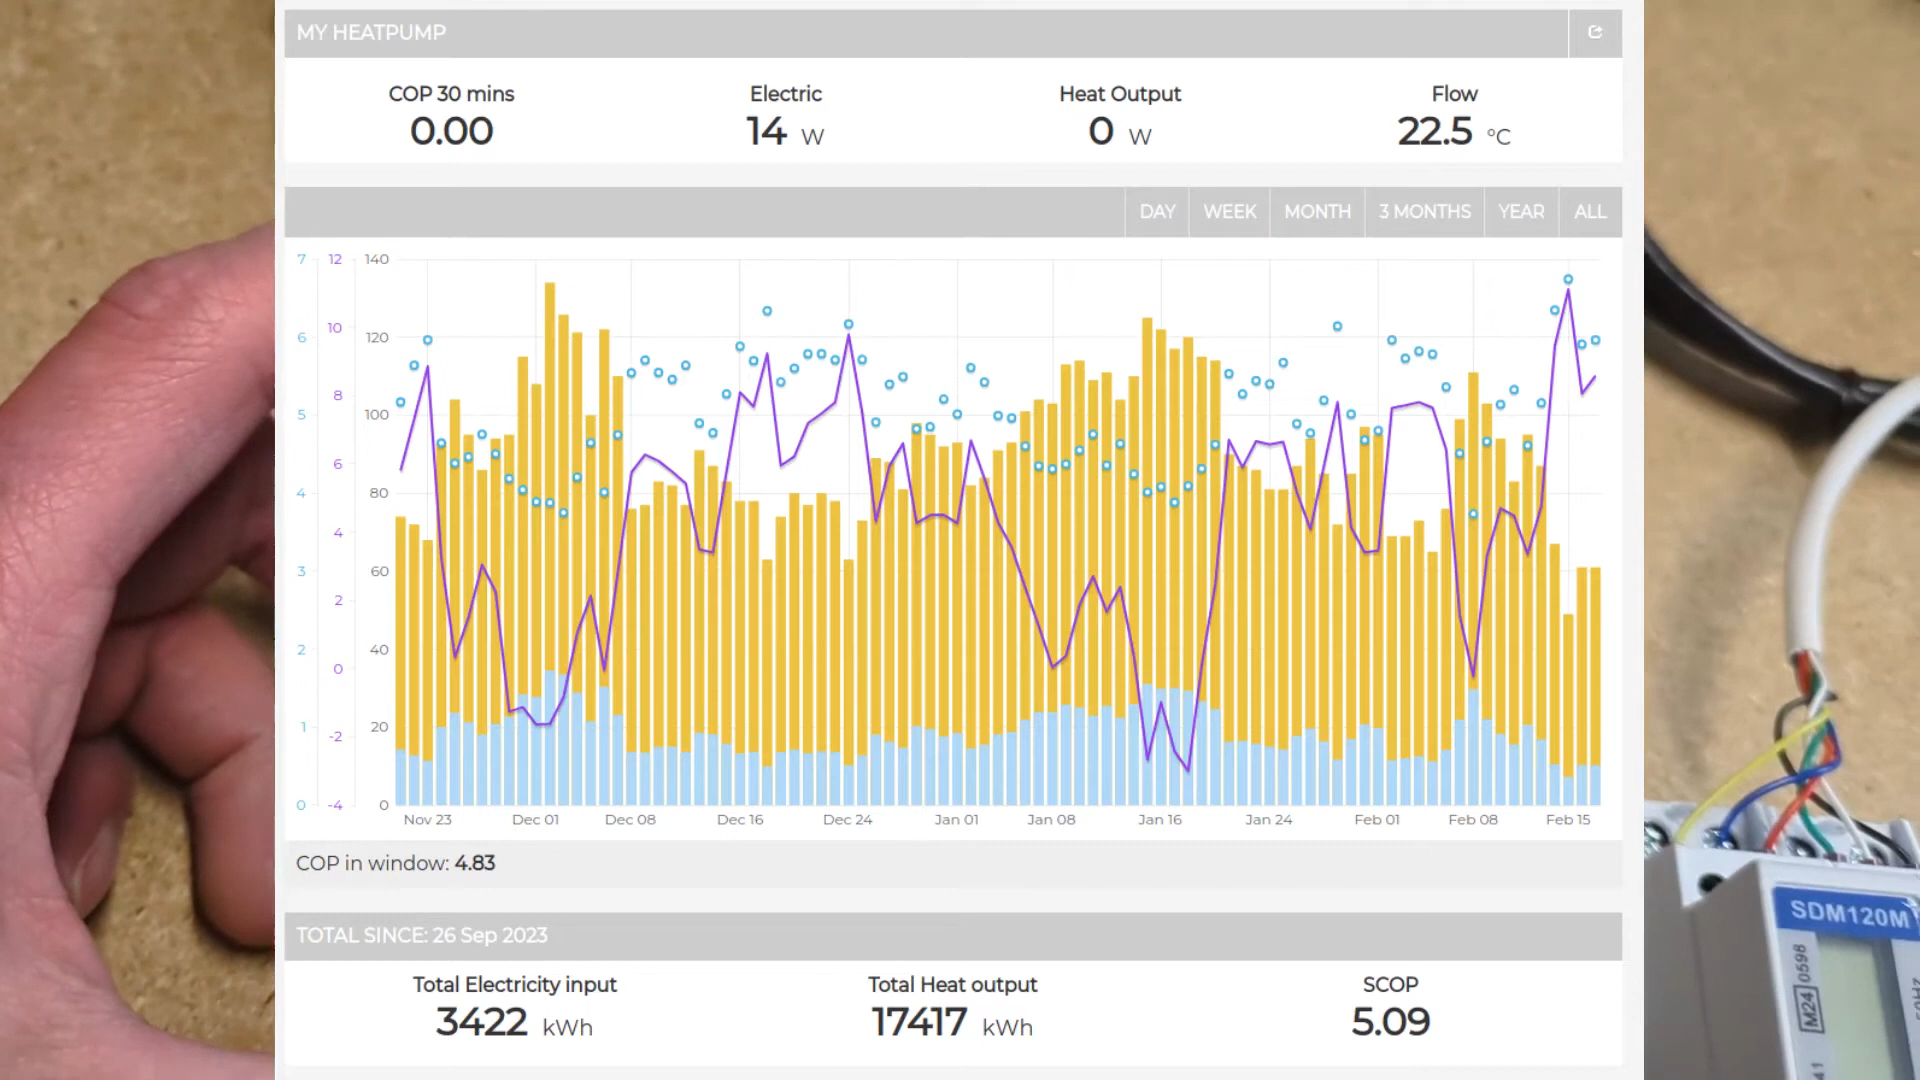 MY HEATPUMP
COP 30 mins Electric Heat Output Flow
0.00 14 W 0 W 22.5 °C
DAY WEEK MONTH 3 MONTHS YEAR ALL
7 12 140
6 10 120
5 8 100
4 6 80
3 4 60
2 2 40
1 0 20
0 -2 0
-4
Nov 23 Dec 01 Dec 08 Dec 16 Dec 24 Jan 01 Jan 08 Jan 16 Jan 24 Feb 01 Feb 08 Feb 15
COP in window: 4.83
TOTAL SINCE: 26 Sep 2023
Total Electricity input Total Heat output SCOP
3422 kWh 17417 kWh 5.09
SDM120M
M24 0598